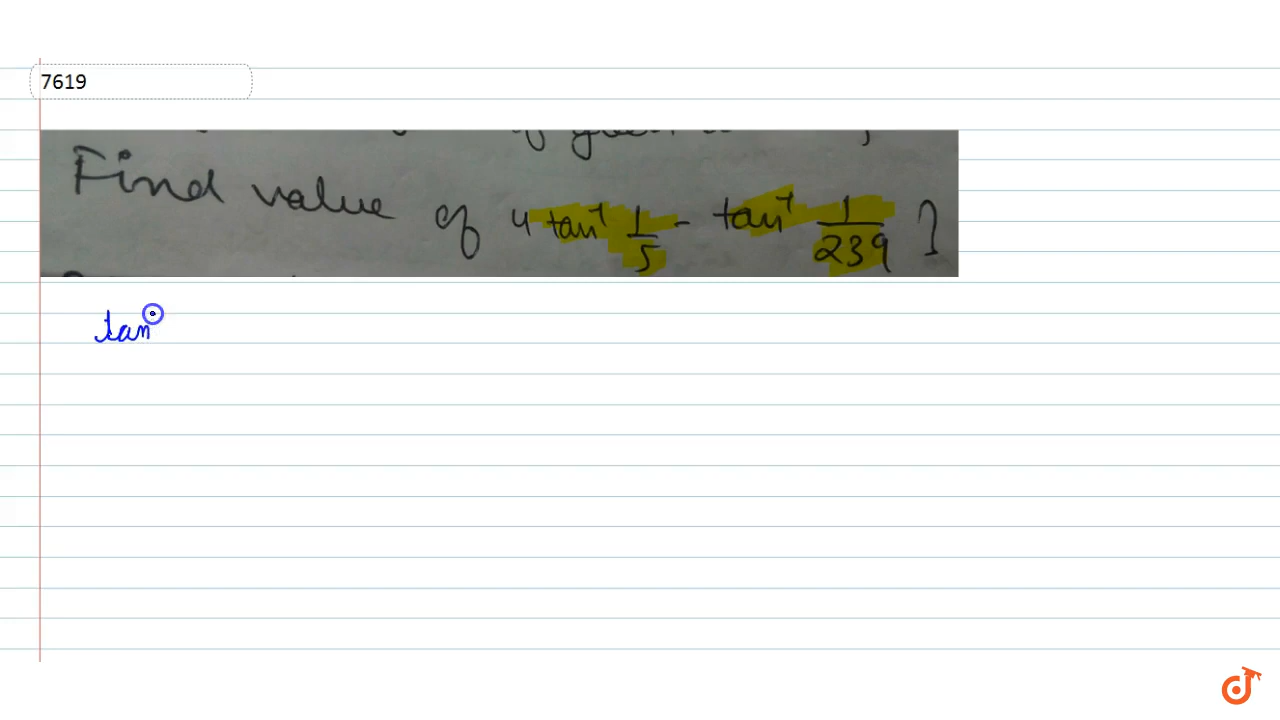 7619
Find value of 4 tan⁻¹ 1/5 - tan⁻¹ 1/239 ?
tan